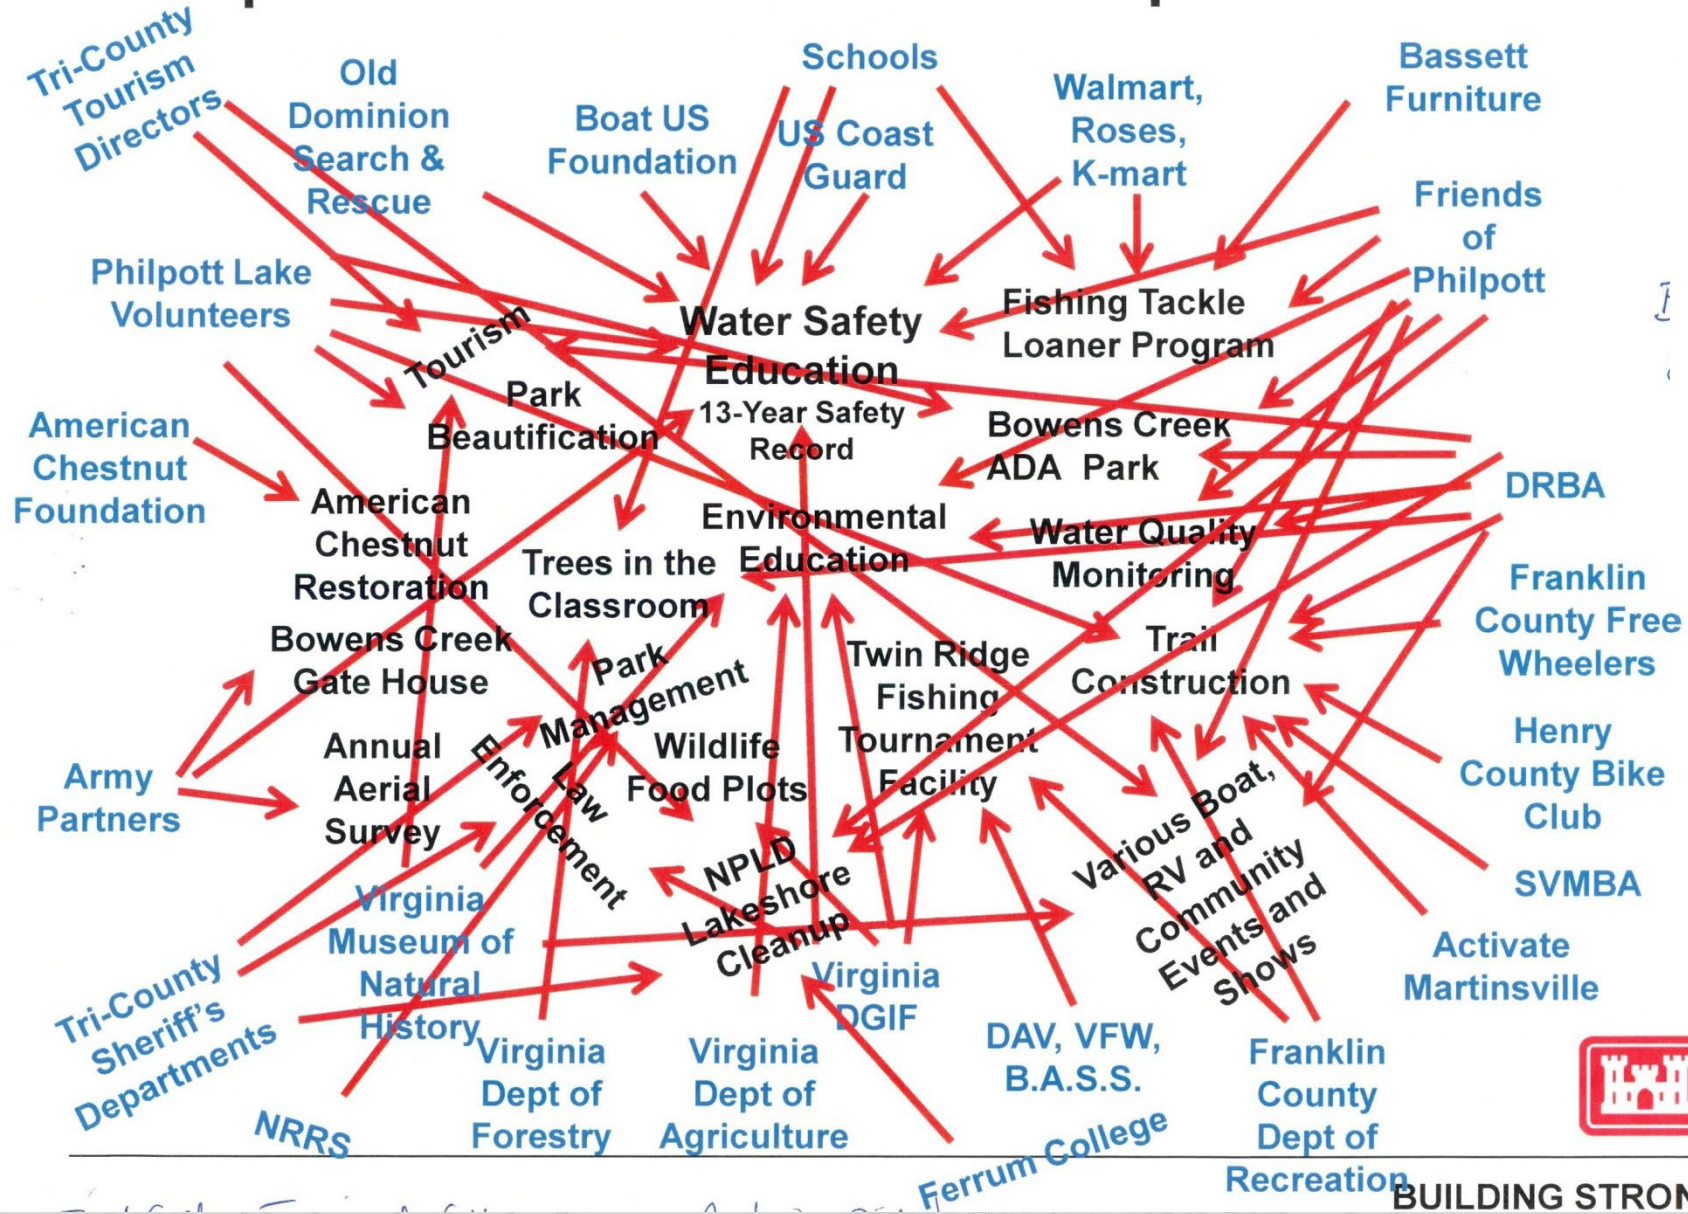 Tri-County
Tourism
Directors
Old
Dominion
Search &
Rescue
Boat US
Foundation
Schools
US Coast
Guard
Walmart,
Roses,
K-mart
Bassett
Furniture
Friends
of
Philpott
Philpott Lake
Volunteers
Tourism
Water Safety
Education
13-Year Safety
Record
Fishing Tackle
Loaner Program
Park
Beautification
Bowens Creek
ADA Park
American
Chestnut
Foundation
American
Chestnut
Restoration
Environmental
Education
Water Quality
Monitoring
DRBA
Trees in the
Classroom
Franklin
County Free
Wheelers
Bowens Creek
Gate House
Park
Management
Twin Ridge
Fishing
Tournament
Facility
Trail
Construction
Army
Partners
Annual
Aerial
Survey
Law
Enforcement
Wildlife
Food Plots
Henry
County Bike
Club
NPLD
Lakeshore
Cleanup
Various Boat,
RV and
Community
Events and
Shows
SVMBA
Virginia
Museum of
Natural
History
Activate
Martinsville
Tri-County
Sheriff's
Departments
Virginia
DGIF
NRRS
Virginia
Dept of
Forestry
Virginia
Dept of
Agriculture
DAV, VFW,
B.A.S.S.
Ferrum College
Franklin
County
Dept of
Recreation
BUILDING STRON